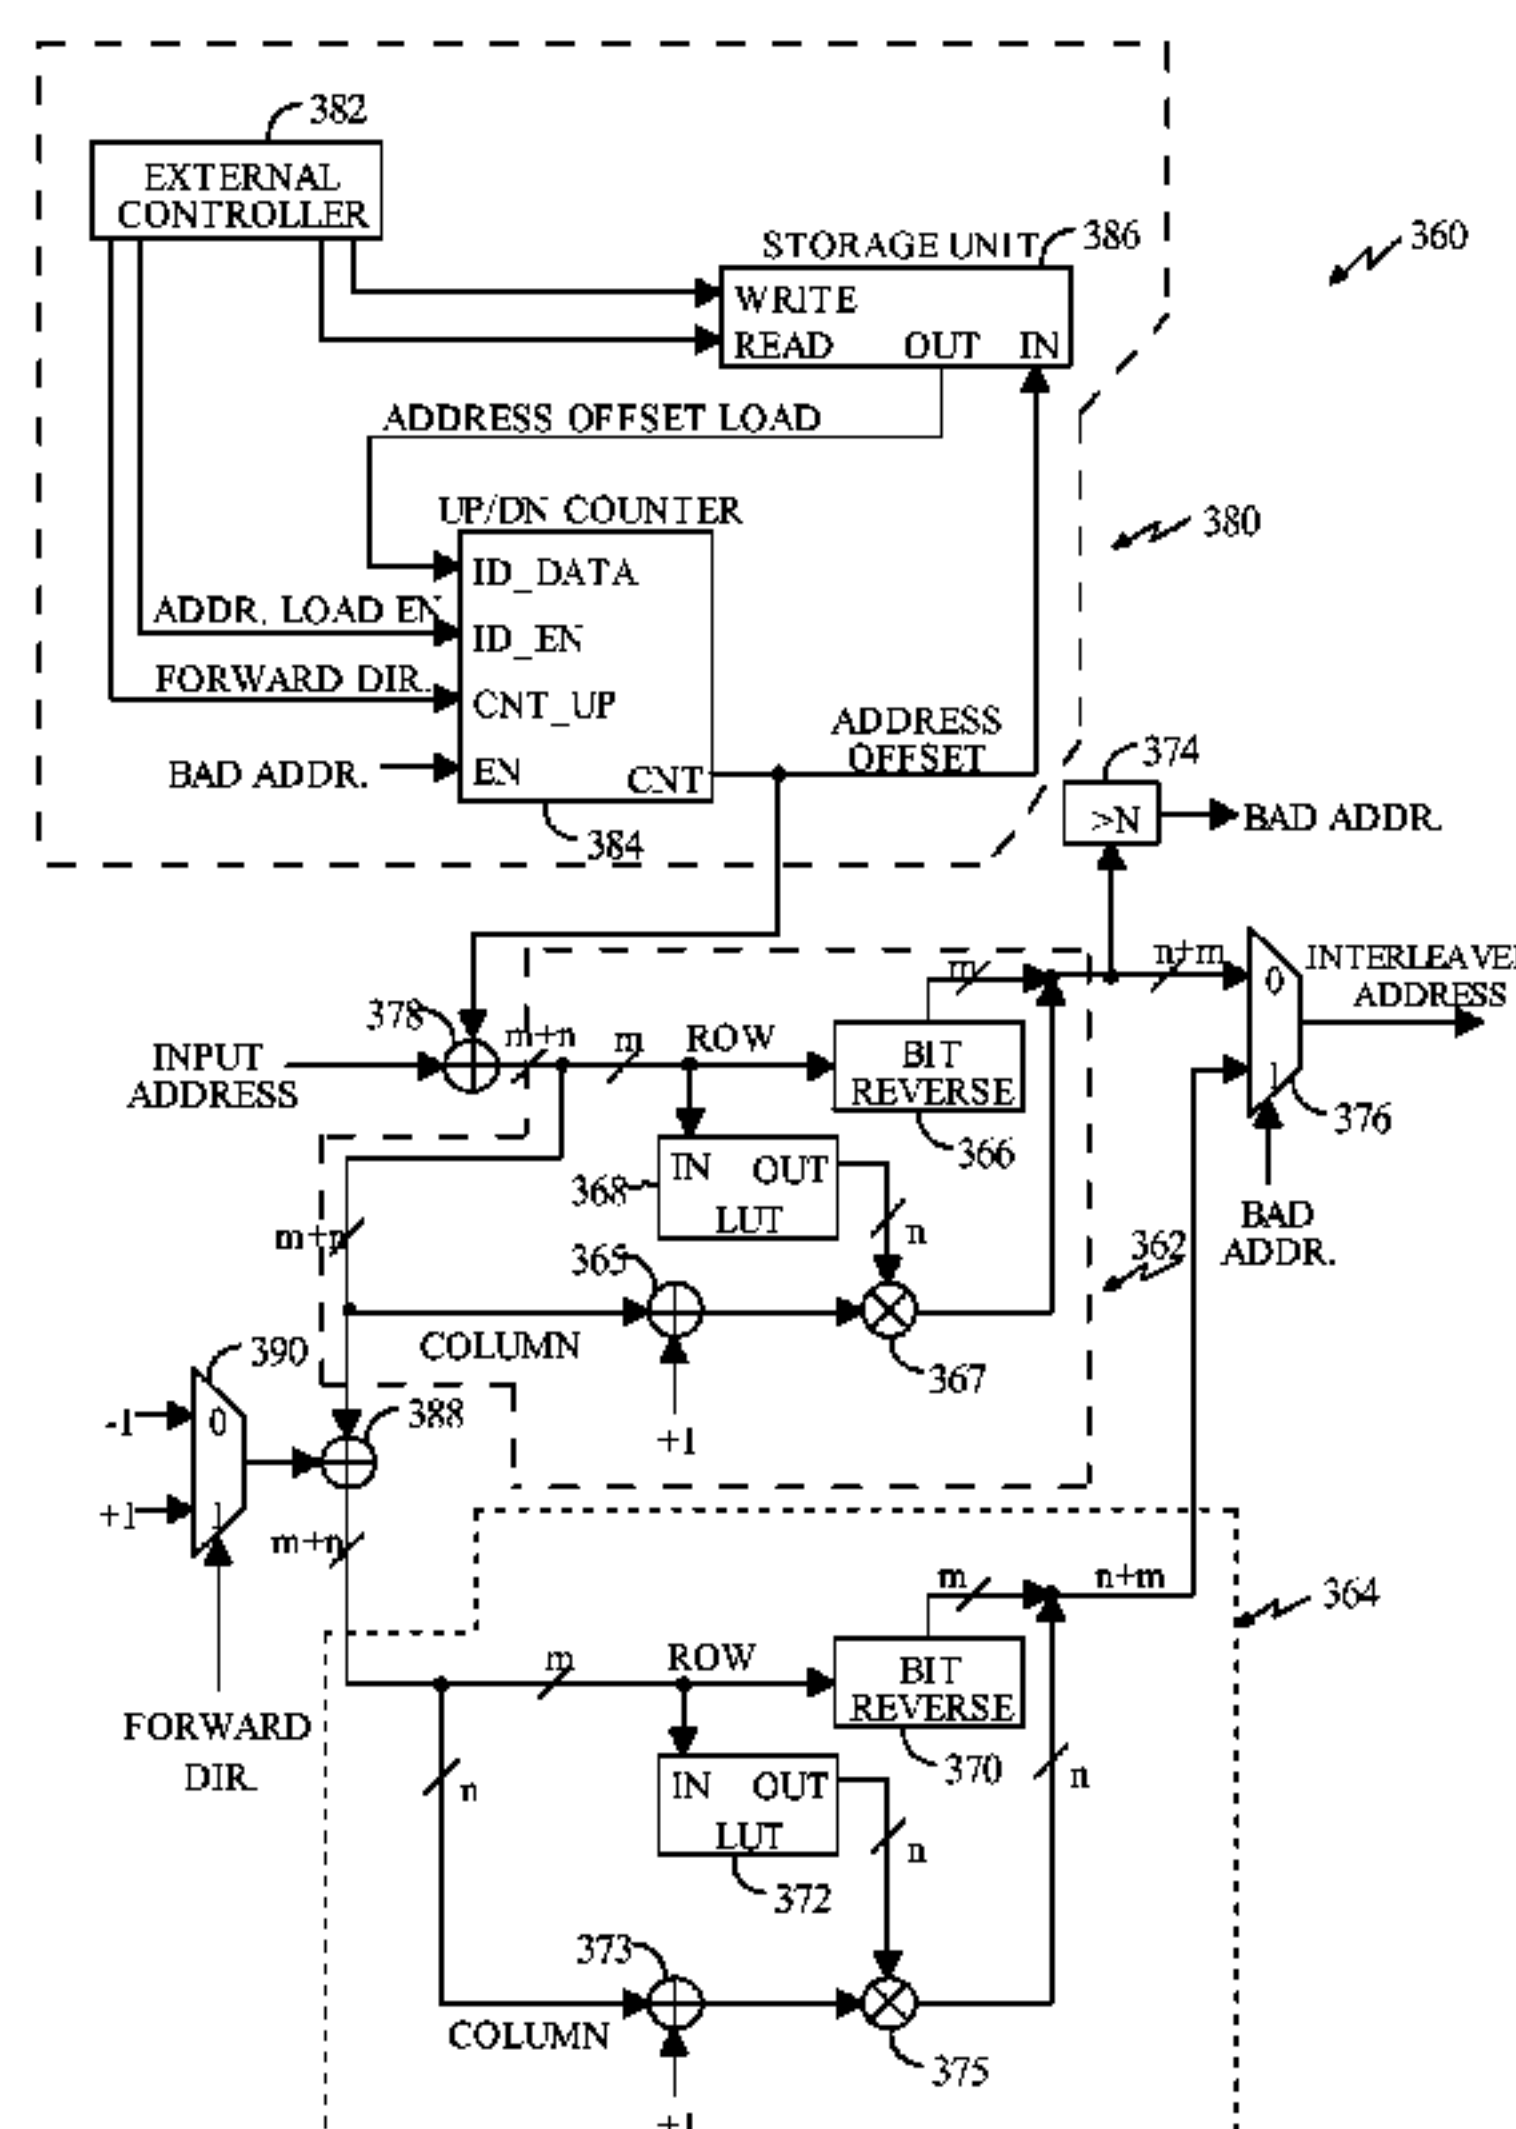 382
EXTERNAL
CONTROLLER
STORAGE UNIT
386
360
WRITE
READ OUT IN
ADDRESS OFFSET LOAD
UP/DN COUNTER
380
ID_DATA
ADDR. LOAD EN
ID_EN
FORWARD DIR.
CNT_UP
ADDRESS
OFFSET
374
BAD ADDR.
EN CNT
>N
BAD ADDR.
384
m
n+m
0
INTERLEAVE
ADDRESS
378
m+n
m
ROW
BIT
REVERSE
INPUT
ADDRESS
1
376
366
IN OUT
LUT
368
n
BAD
ADDR.
m+n
365
362
COLUMN
367
390
-1
0
388
+1
+1
1
m+n
m
n+m
364
m
ROW
BIT
REVERSE
FORWARD
DIR.
370
n
IN OUT
LUT
n
n
372
373
COLUMN
375
+1